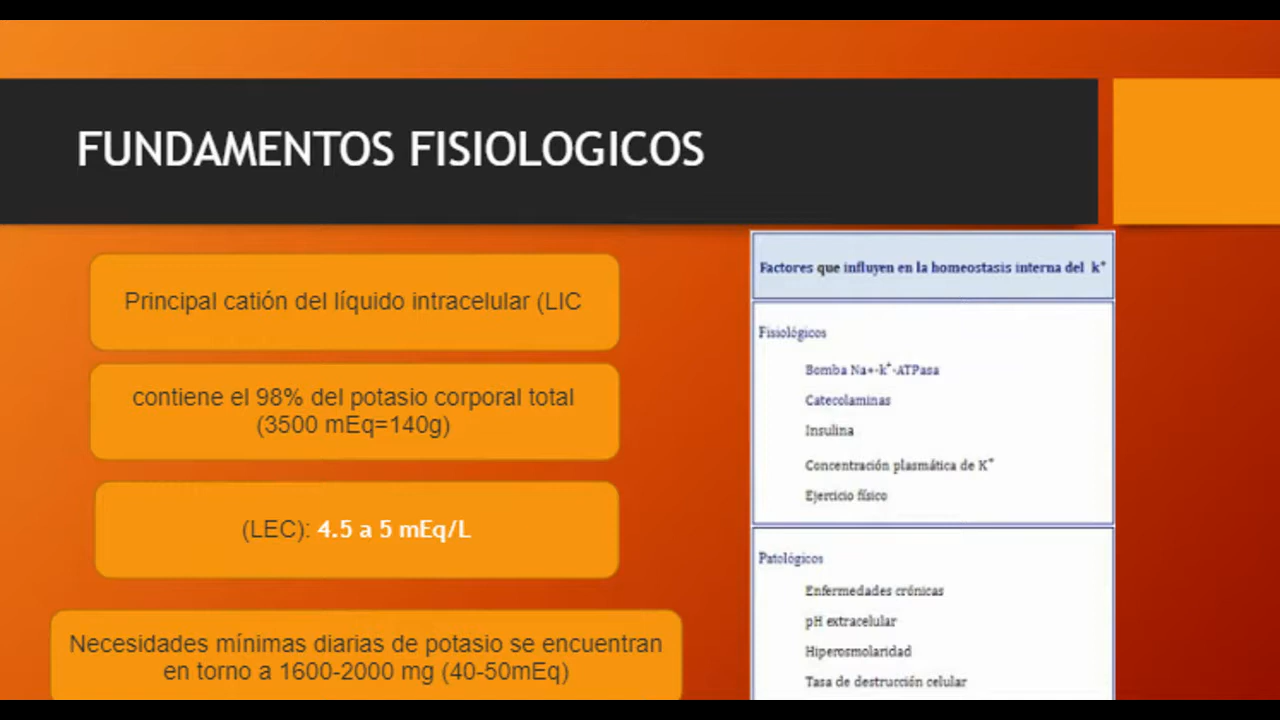 FUNDAMENTOS FISIOLOGICOS
Principal catión del líquido intracelular (LIC
contiene el 98% del potasio corporal total
(3500 mEq=140g)
(LEC): 4.5 a 5 mEq/L
Necesidades mínimas diarias de potasio se encuentran
en torno a 1600-2000 mg (40-50mEq)
Factores que influyen en la homeostasis interna del k+
Fisiológicos
Bomba Na+-k+-ATPasa
Catecolaminas
Insulina
Concentración plasmática de K+
Ejercicio físico
Patológicos
Enfermedades crónicas
pH extracelular
Hiperosmolaridad
Tasa de destrucción celular